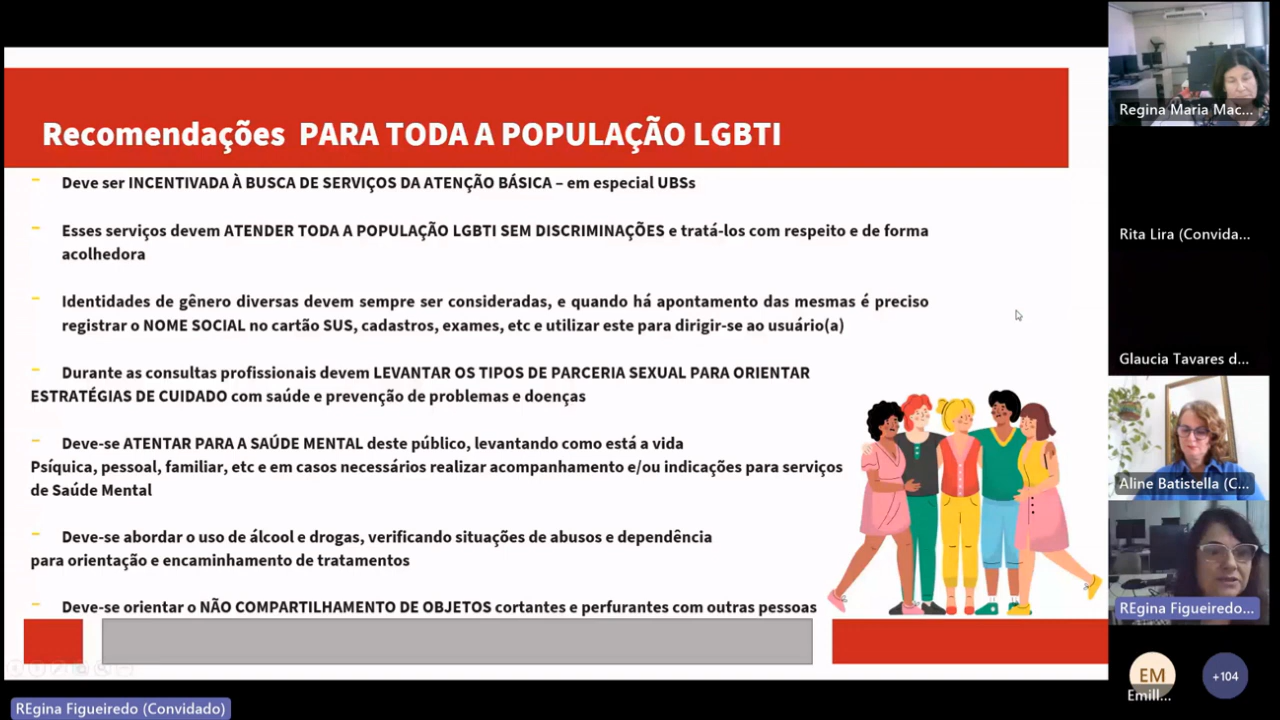 Recomendações PARA TODA A POPULAÇÃO LGBTI
- Deve ser INCENTIVADA À BUSCA DE SERVIÇOS DA ATENÇÃO BÁSICA – em especial UBSs
- Esses serviços devem ATENDER TODA A POPULAÇÃO LGBTI SEM DISCRIMINAÇÕES e tratá-los com respeito e de forma
acolhedora
- Identidades de gênero diversas devem sempre ser consideradas, e quando há apontamento das mesmas é preciso
registrar o NOME SOCIAL no cartão SUS, cadastros, exames, etc e utilizar este para dirigir-se ao usuário(a)
- Durante as consultas profissionais devem LEVANTAR OS TIPOS DE PARCERIA SEXUAL PARA ORIENTAR
ESTRATÉGIAS DE CUIDADO com saúde e prevenção de problemas e doenças
- Deve-se ATENTAR PARA A SAÚDE MENTAL deste público, levantando como está a vida
Psíquica, pessoal, familiar, etc e em casos necessários realizar acompanhamento e/ou indicações para serviços
de Saúde Mental
- Deve-se abordar o uso de álcool e drogas, verificando situações de abusos e dependência
para orientação e encaminhamento de tratamentos
- Deve-se orientar o NÃO COMPARTILHAMENTO DE OBJETOS cortantes e perfurantes com outras pessoas
REgina Figueiredo (Convidado)
Regina Maria Mac...
Rita Lira (Convida...
Glaucia Tavares d...
Aline Batistella (C...
REgina Figueiredo...
EM
Emill...
+104